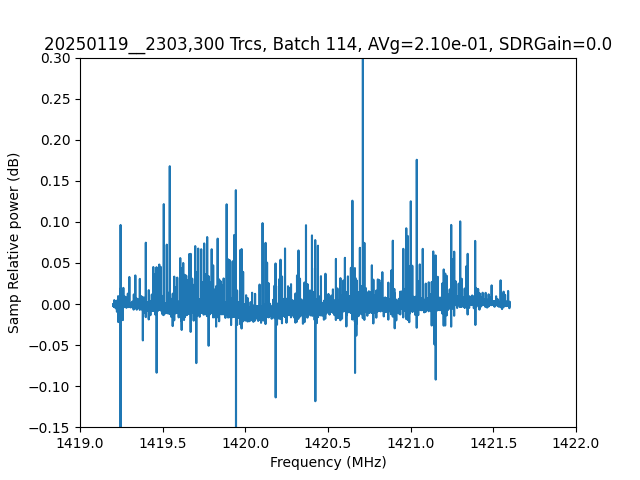 20250119__2303,300 Trcs, Batch 114, AVg=2.10e-01, SDRGain=0.0
Samp Relative power (dB)
0.30
0.25
0.20
0.15
0.10
0.05
0.00
−0.05
−0.10
−0.15
1419.0 1419.5 1420.0 1420.5 1421.0 1421.5 1422.0
Frequency (MHz)